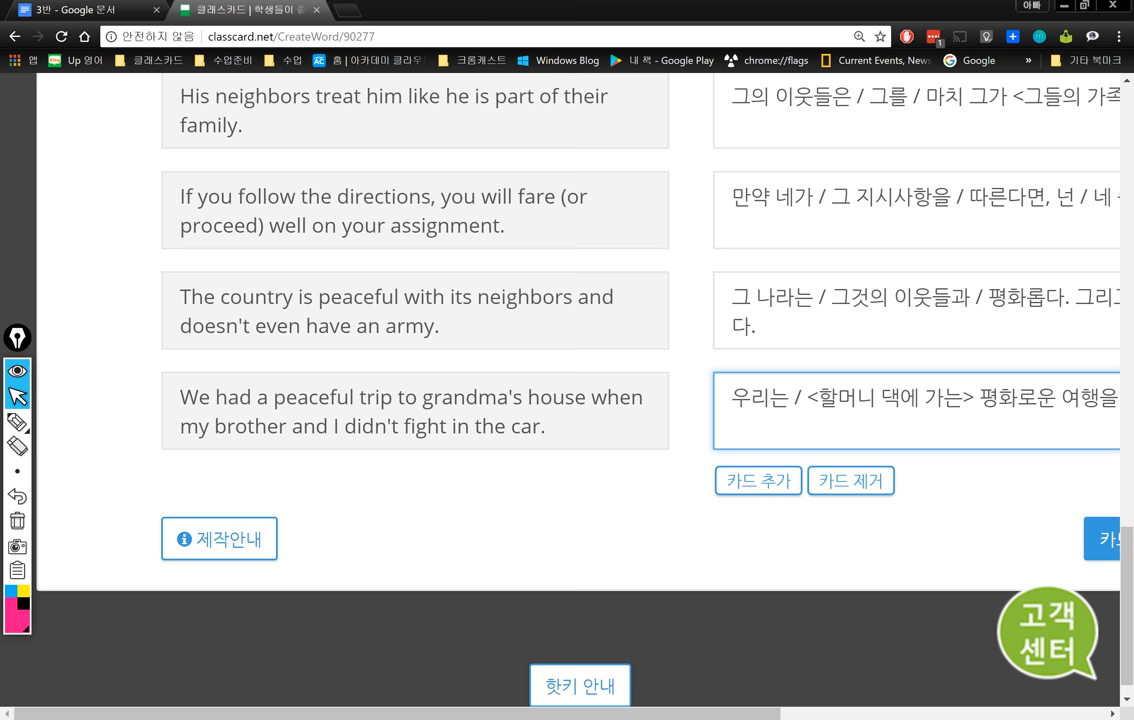 아빠
3반 - Google 문서
클래스카드 | 학생들이
안전하지 않음 classcard.net/CreateWord/90277
앱 Up 영어 클래스카드 수업준비 수업 홈 | 아카데미 클라우 크롬캐스트 Windows Blog 내 책 - Google Play chrome://flags Current Events, News Google » 기타 북마크
His neighbors treat him like he is part of their
family.
그의 이웃들은 / 그를 / 마치 그가 <그들의 가족
If you follow the directions, you will fare (or
proceed) well on your assignment.
만약 네가 / 그 지시사항을 / 따른다면, 넌 / 네
The country is peaceful with its neighbors and
doesn't even have an army.
그 나라는 / 그것의 이웃들과 / 평화롭다. 그리고
다.
We had a peaceful trip to grandma's house when
my brother and I didn't fight in the car.
우리는 / <할머니 댁에 가는> 평화로운 여행을
카드 추가 카드 제거
제작안내
고객
센터
핫키 안내